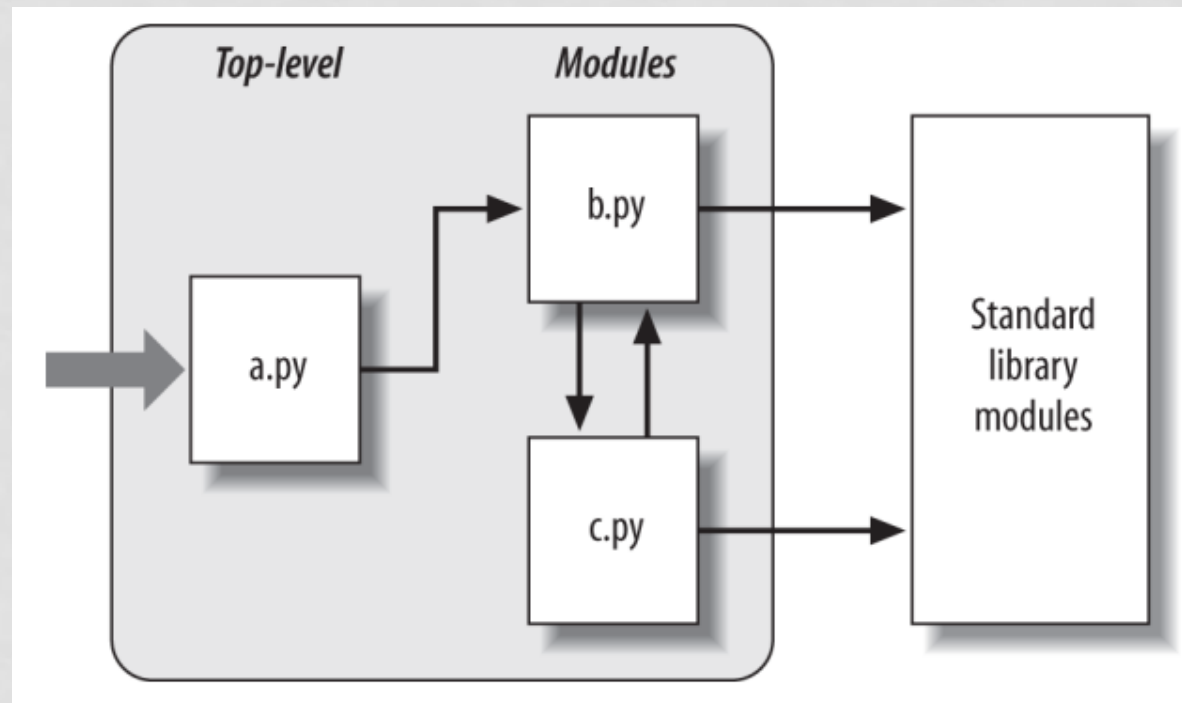 Top-level
Modules
b.py
a.py
c.py
Standard
library
modules